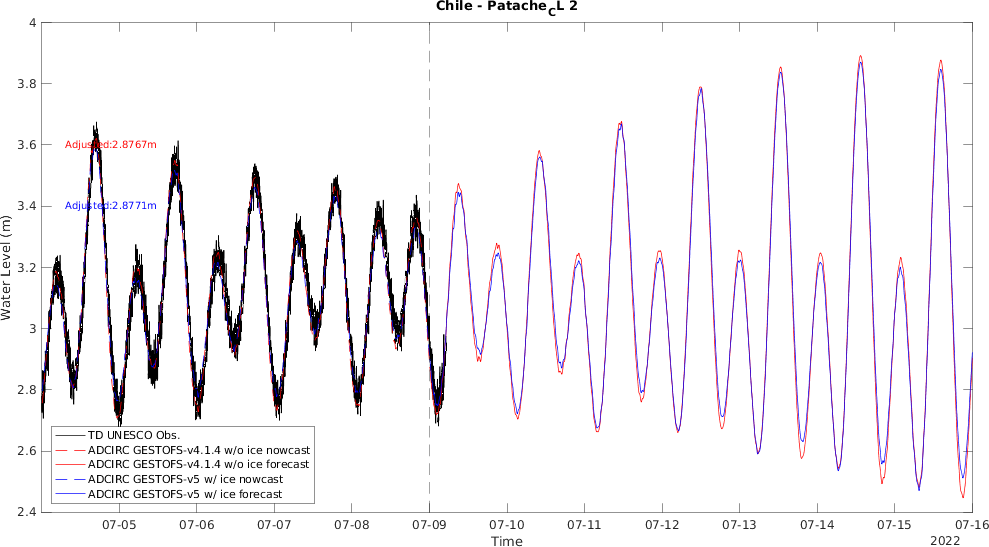 Chile - Patache_CL 2
Water Level (m)
4
3.8
3.6
3.4
3.2
3
2.8
2.6
2.4
Adjusted:2.8767m
Adjusted:2.8771m
TD UNESCO Obs.
ADCIRC GESTOFS-v4.1.4 w/o ice nowcast
ADCIRC GESTOFS-v4.1.4 w/o ice forecast
ADCIRC GESTOFS-v5 w/ ice nowcast
ADCIRC GESTOFS-v5 w/ ice forecast
07-05 07-06 07-07 07-08 07-09 07-10 07-11 07-12 07-13 07-14 07-15 07-16
Time
2022